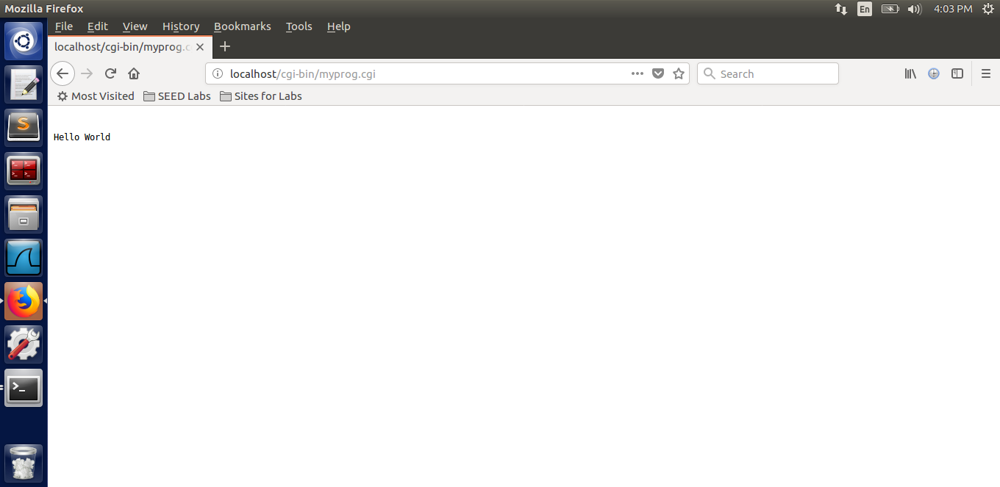 Mozilla Firefox
En
4:03 PM
File Edit View History Bookmarks Tools Help
localhost/cgi-bin/myprog.c
localhost/cgi-bin/myprog.cgi
Search
Most Visited SEED Labs Sites for Labs
Hello World